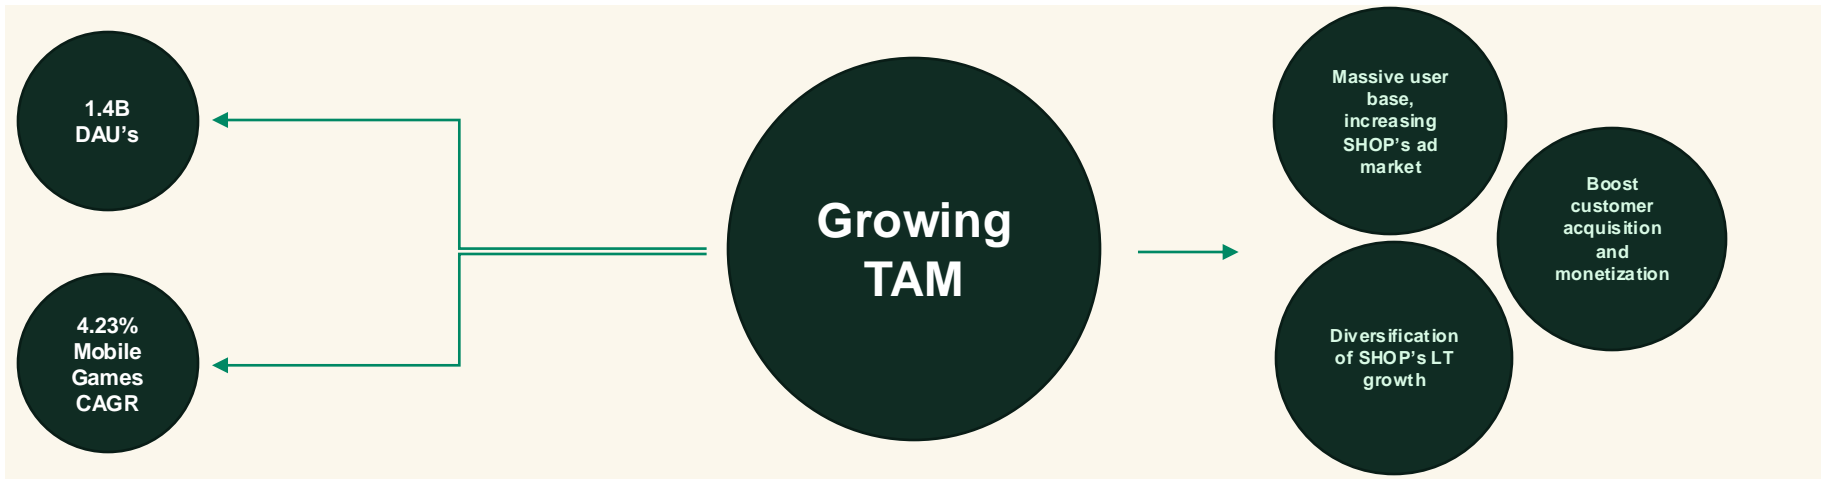 1.4B
DAU’s
4.23%
Mobile
Games
CAGR
Growing
TAM
Massive user
base,
increasing
SHOP’s ad
market
Boost
customer
acquisition
and
monetization
Diversification
of SHOP’s LT
growth